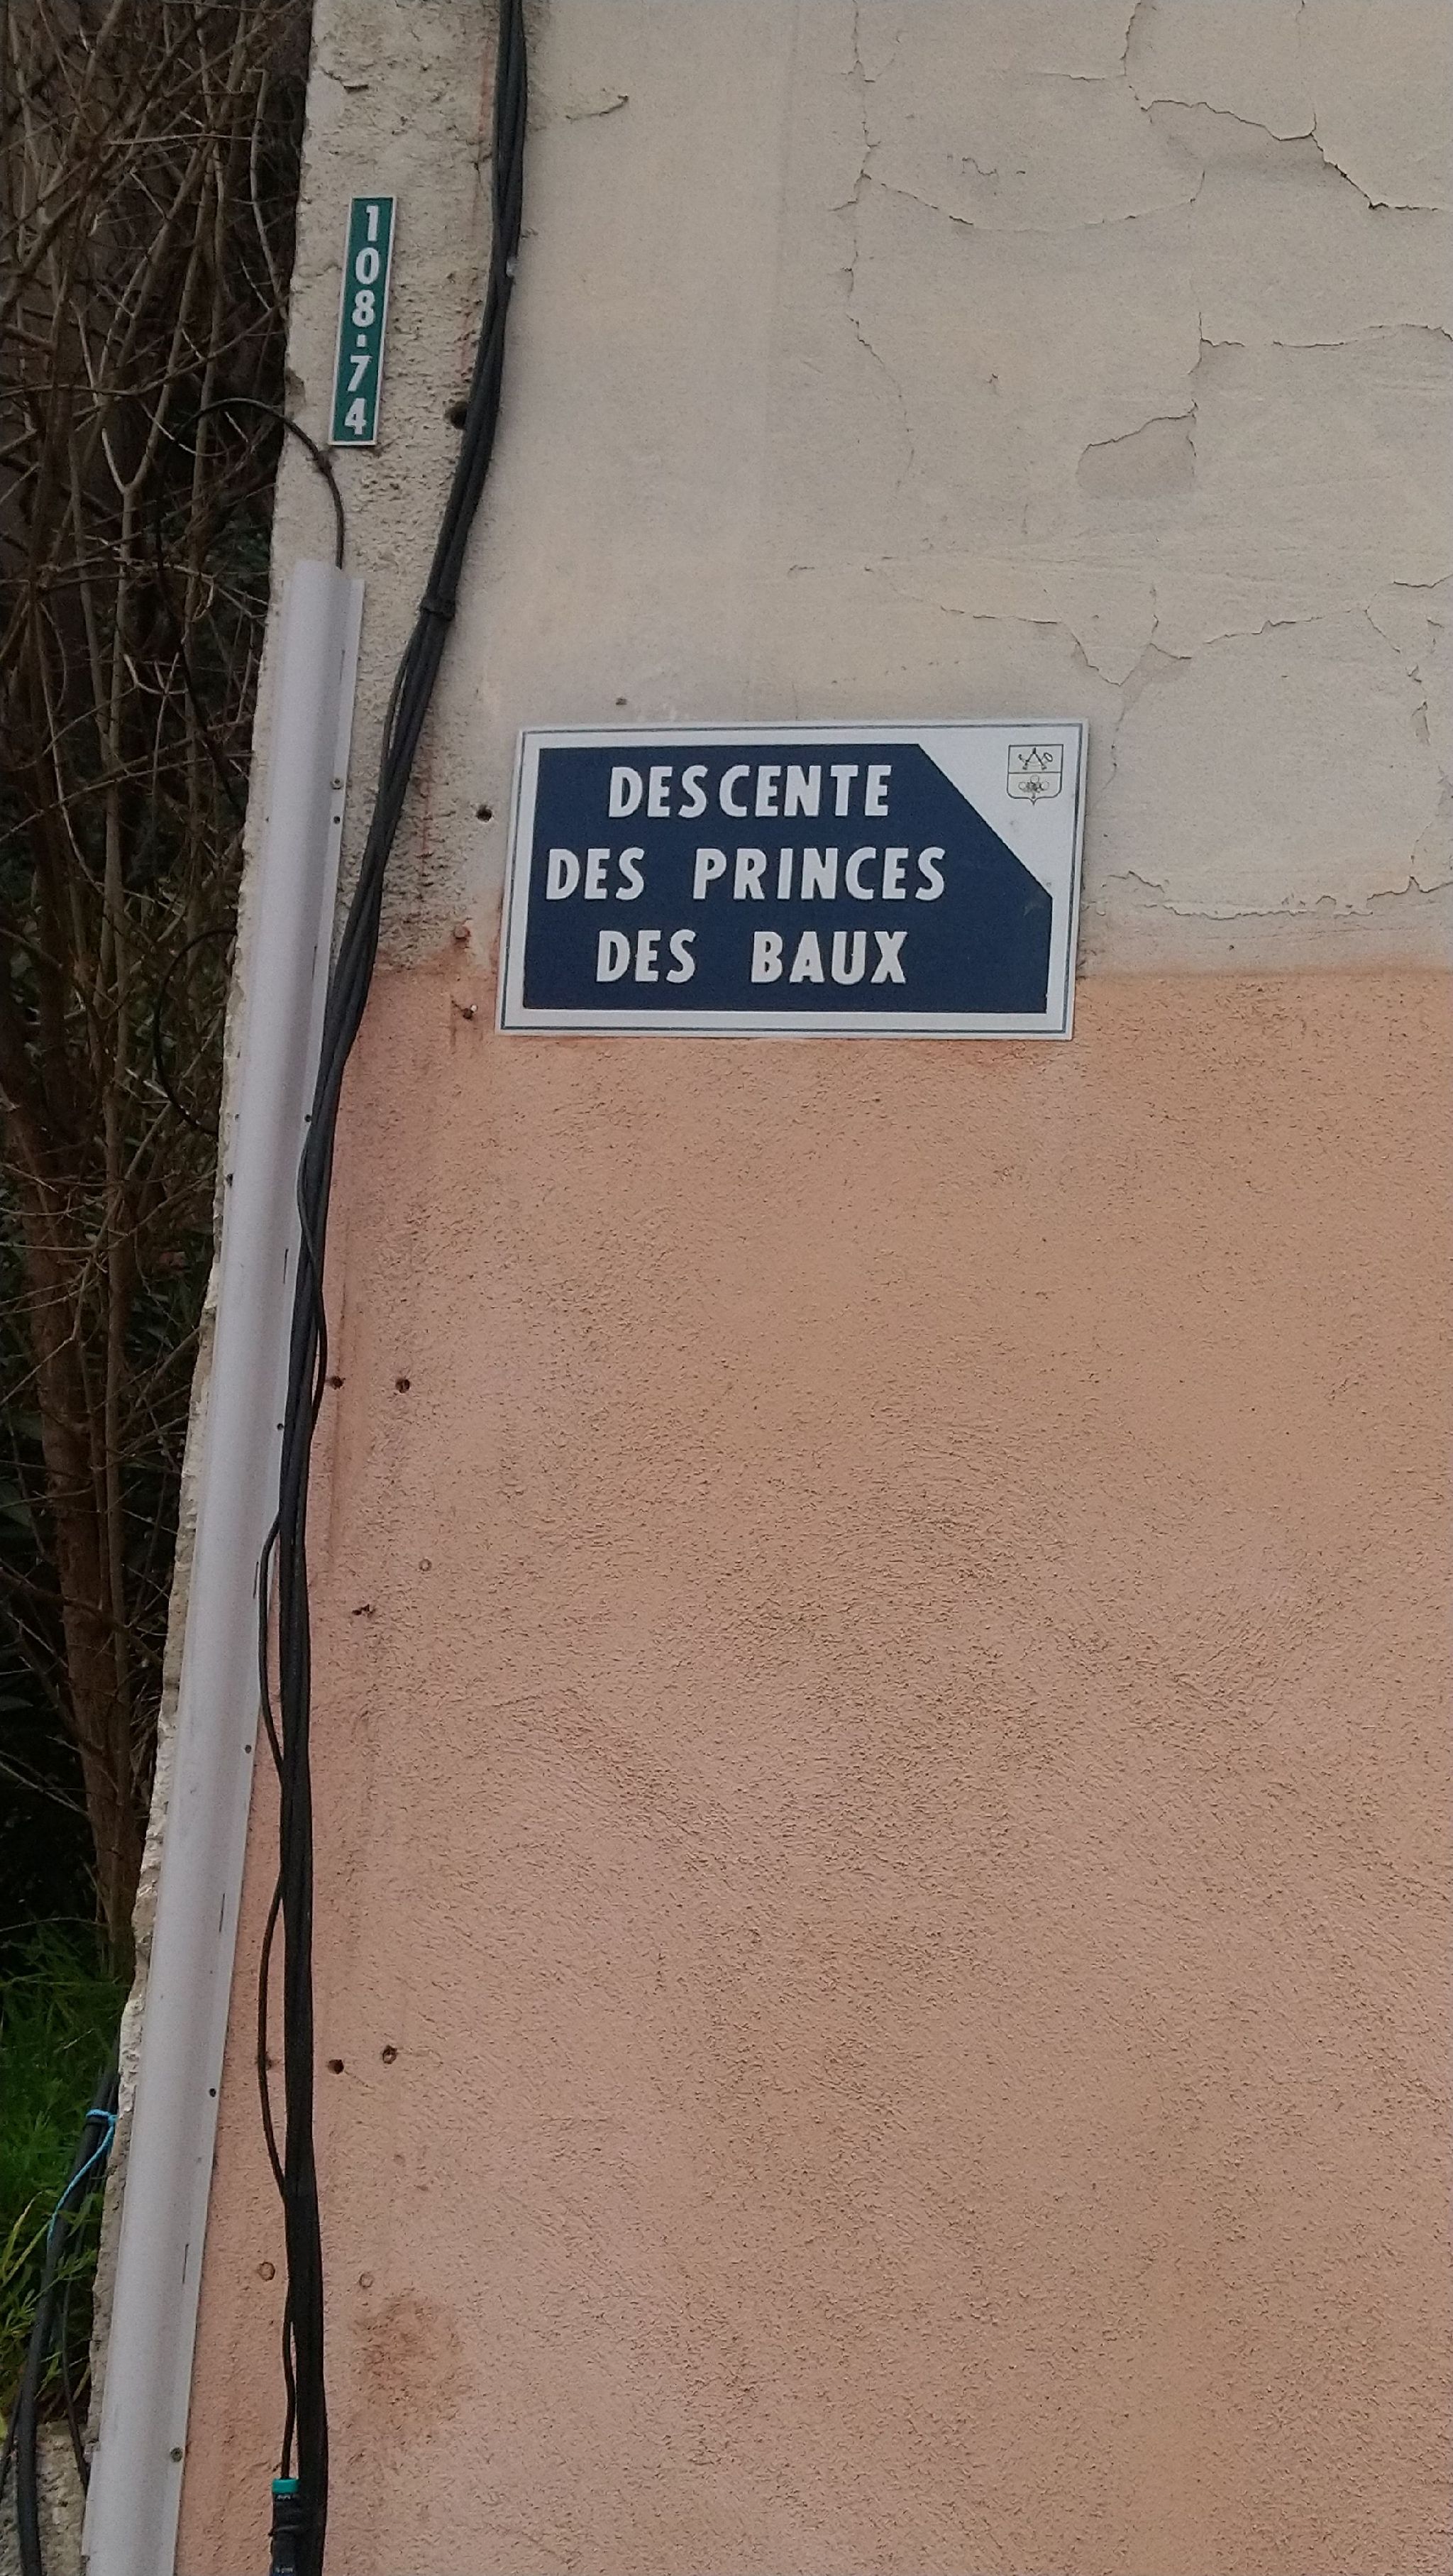 108·74
DESCENTE
DES PRINCES
DES BAUX